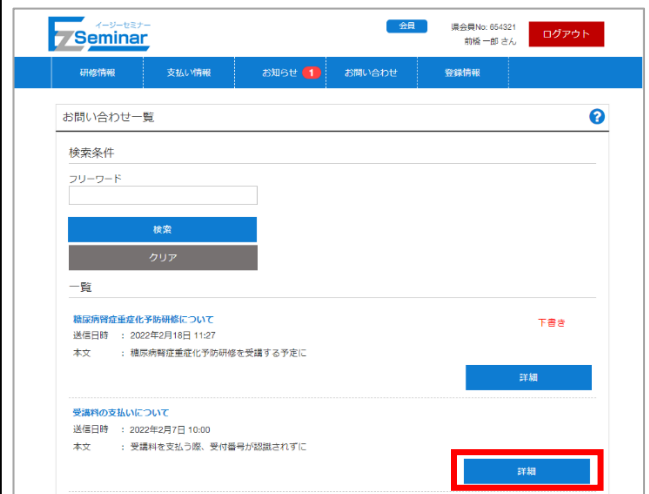 イージーセミナー
EzSeminar
会員
県会員No: 654321
前橋 一郎 さん
ログアウト
研修情報 支払い情報 お知らせ 1 お問い合わせ 登録情報
お問い合わせ一覧 ?
検索条件
フリーワード
検索
クリア
一覧
糖尿病腎症重症化予防研修について
下書き
送信日時 : 2022年2月18日 11:27
本文 : 糖尿病腎症重症化予防研修を受講する予定に
詳細
受講料の支払いについて
送信日時 : 2022年2月7日 10:00
本文 : 受講料を支払う際、受付番号が認識されずに
詳細